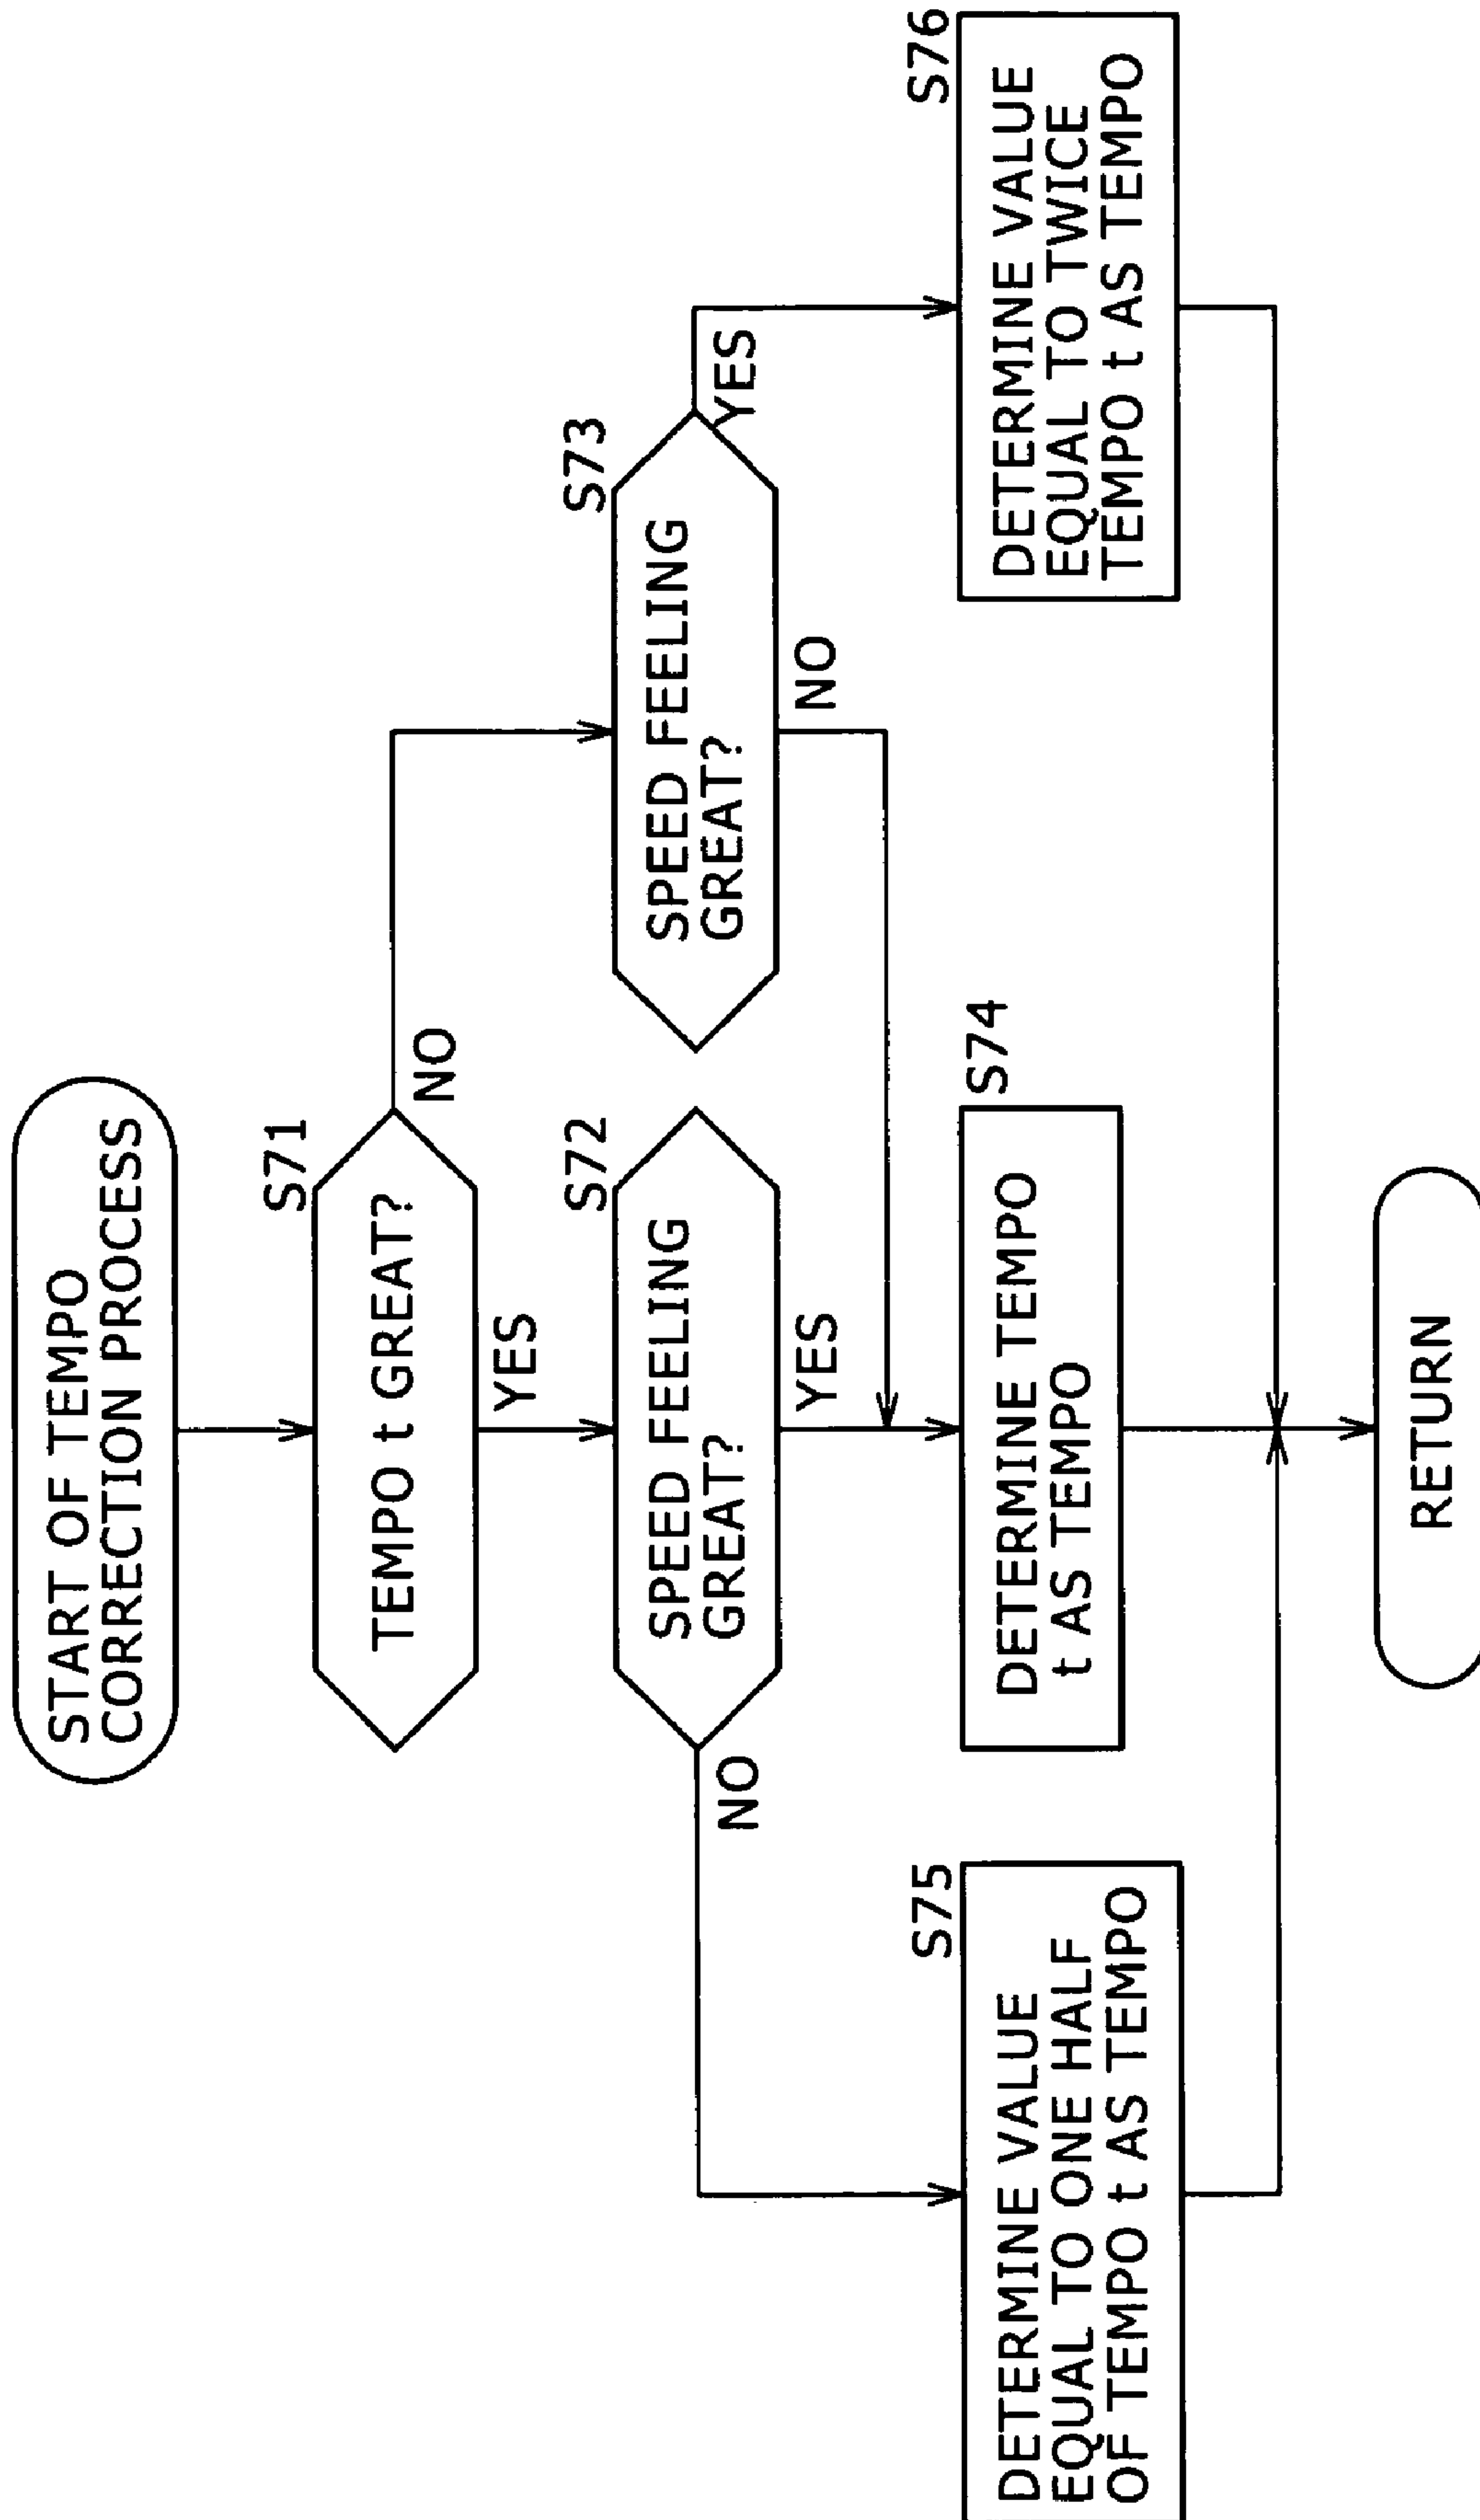 START OF TEMPO
CORRECTION PROCESS
S71
TEMPO t GREAT?
NO
YES
S72
SPEED FEELING
GREAT?
NO
YES
S73
SPEED FEELING
GREAT?
YES
NO
S75
DETERMINE VALUE
EQUAL TO ONE HALF
OF TEMPO t AS TEMPO
S74
DETERMINE TEMPO
t AS TEMPO
S76
DETERMINE VALUE
EQUAL TO TWICE
TEMPO t AS TEMPO
RETURN